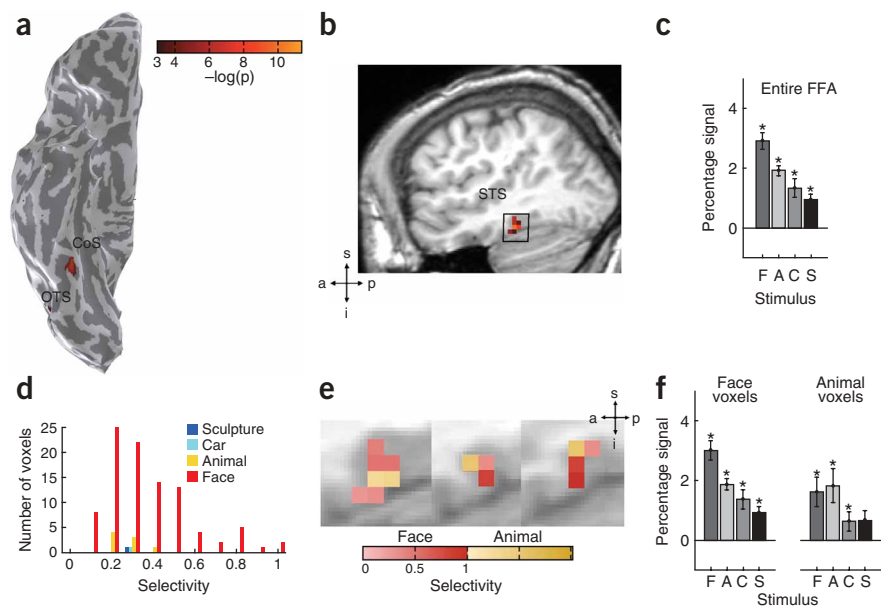 a
3 4 6 8 10
–log(p)
CoS
OTS
b
STS
s
a p
i
c
Entire FFA
Percentage signal
4
2
0
* * * *
F A C S
Stimulus
d
Number of voxels
25
20
15
10
5
0
Sculpture
Car
Animal
Face
0 0.2 0.4 0.6 0.8 1
Selectivity
e
s
a p
i
Face Animal
0 0.5 1
Selectivity
f
Face voxels
Animal voxels
Percentage signal
4
2
0
* * * * * * *
F A C S F A C S
Stimulus